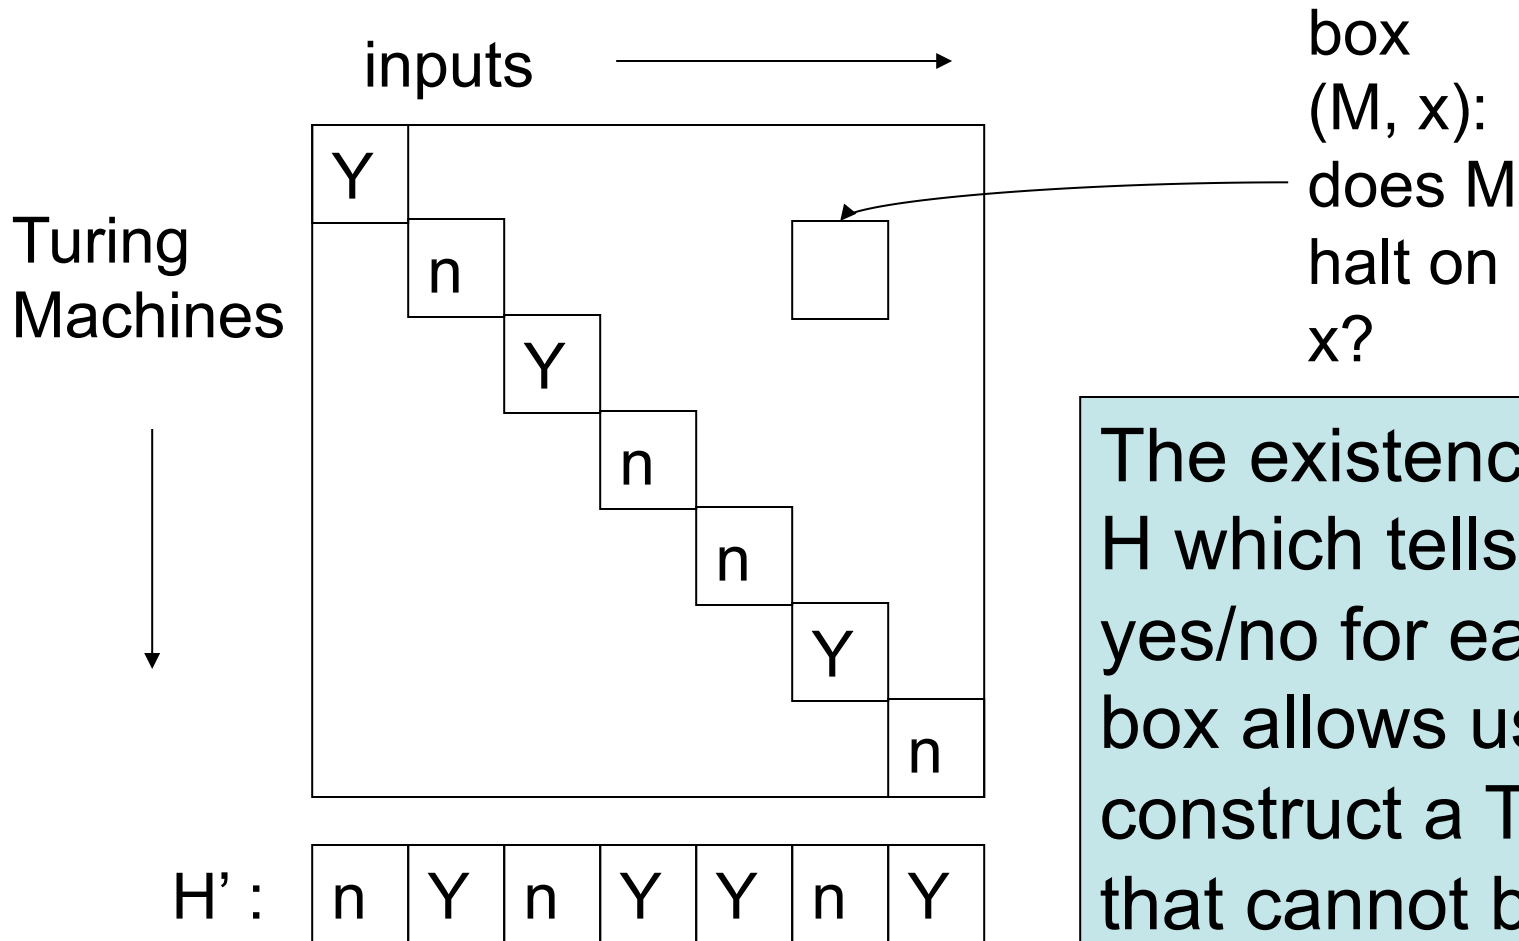 inputs
box
(M, x):
does M
halt on
x?
Turing
Machines
Y
n
Y
n
n
Y
n
H’ : n Y n Y Y n Y
The existenc
H which tells
yes/no for ea
box allows us
construct a T
that cannot b